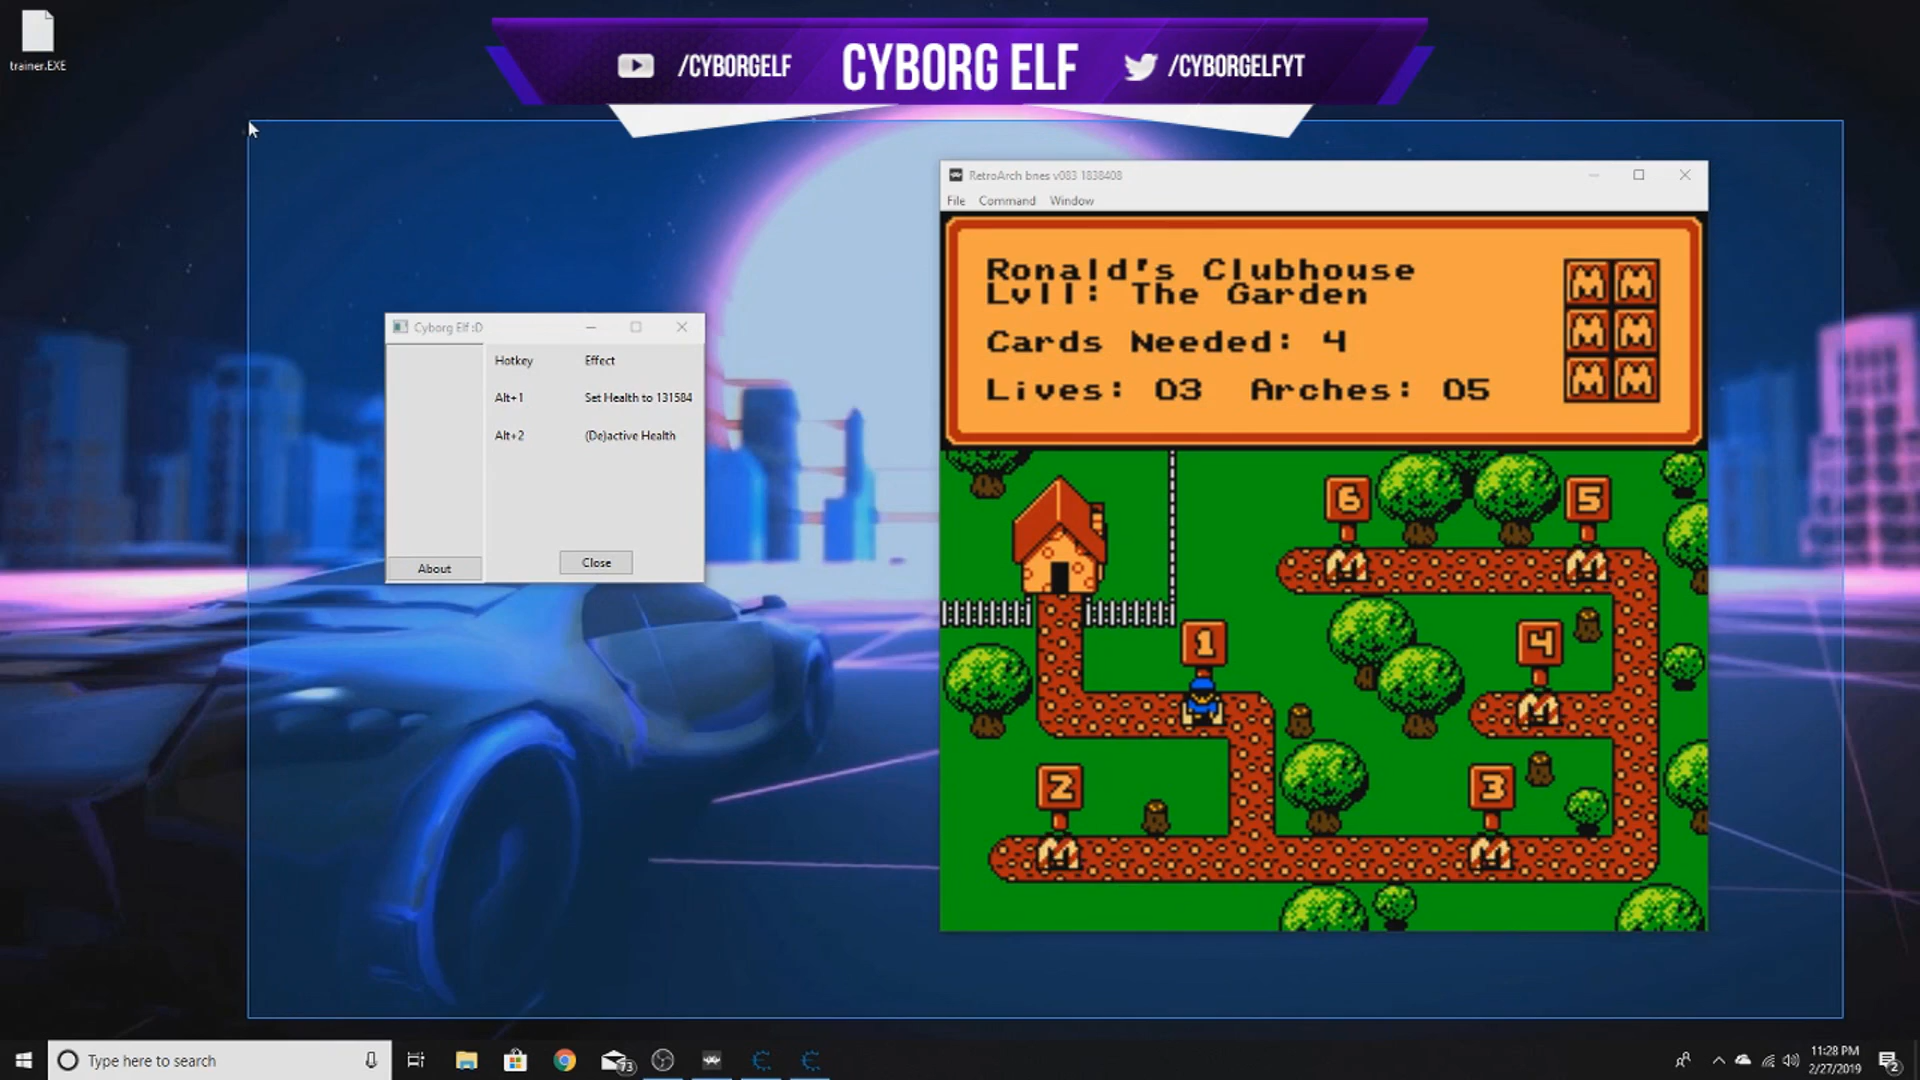 trainer.EXE
/CYBORGELF CYBORG ELF /CYBORGELFYT
RetroArch bnes v083 1838408
File Command Window
Ronald's Clubhouse
Lvl1: The Garden
Cards Needed: 4
Lives: 03 Arches: 05
M M
M M
M M
Cyborg Elf :D
Hotkey Effect
Alt+1 Set Health to 131584
Alt+2 (De)active Health
About Close
6 5
M M
1 4
M
2 3
M M
Type here to search
73
11:28 PM
2/27/2019
2